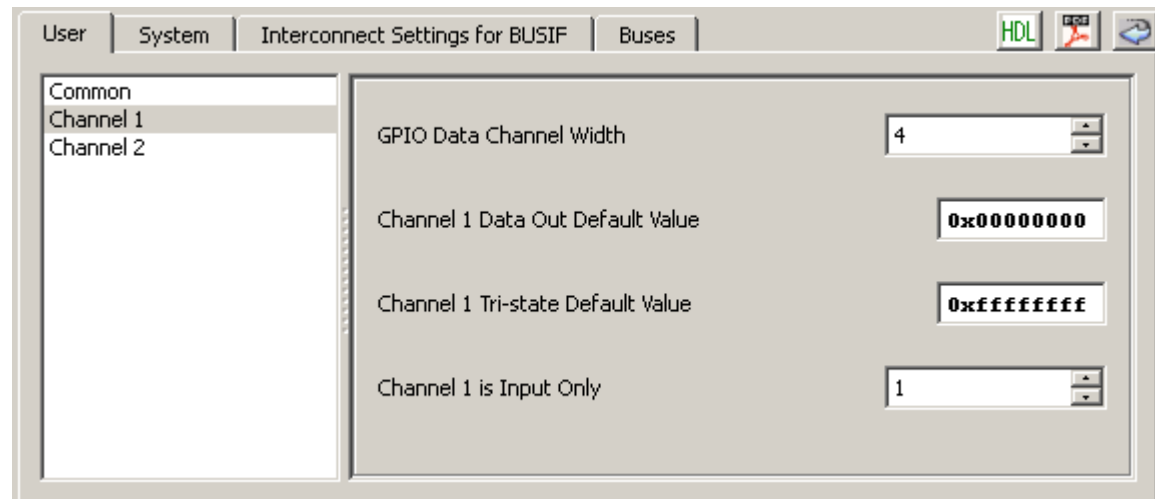 User System Interconnect Settings for BUSIF Buses HDL PDF
Common
Channel 1
Channel 2
GPIO Data Channel Width 4
Channel 1 Data Out Default Value 0x00000000
Channel 1 Tri-state Default Value 0xffffffff
Channel 1 is Input Only 1